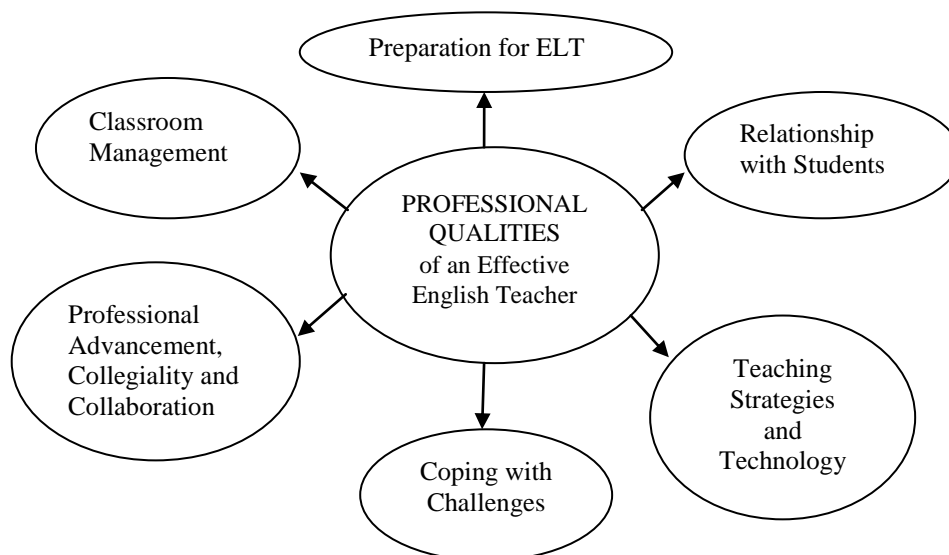 Preparation for ELT
Classroom
Management
Relationship
with Students
PROFESSIONAL
QUALITIES
of an Effective
English Teacher
Professional
Advancement,
Collegiality and
Collaboration
Teaching
Strategies
and
Technology
Coping with
Challenges